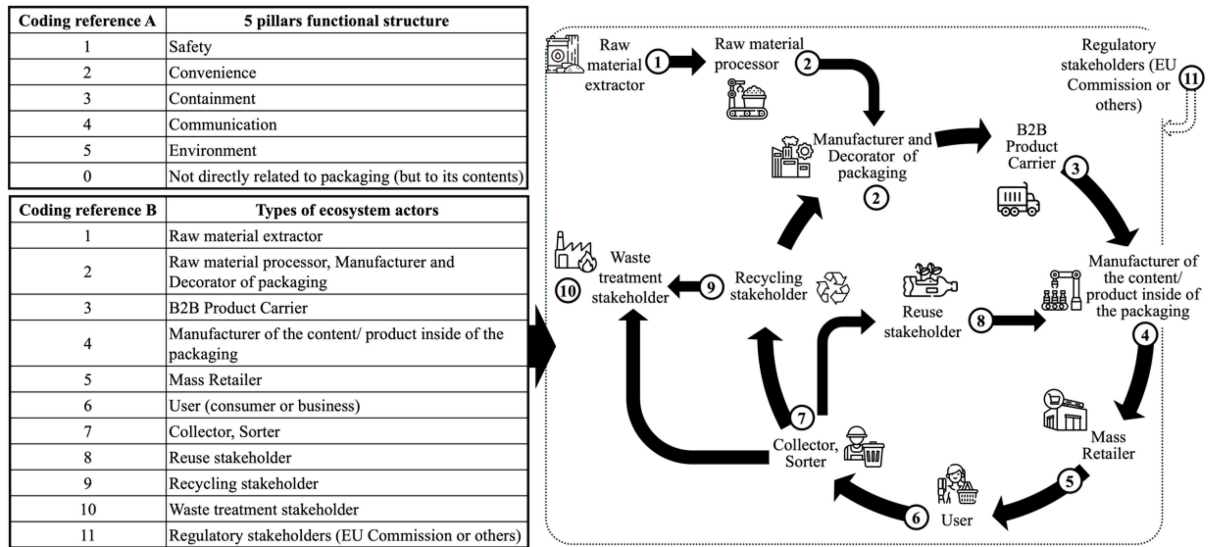 Coding reference A 5 pillars functional structure
1 Safety
2 Convenience
3 Containment
4 Communication
5 Environment
0 Not directly related to packaging (but to its contents)
Coding reference B Types of ecosystem actors
1 Raw material extractor
2 Raw material processor, Manufacturer and
Decorator of packaging
3 B2B Product Carrier
4 Manufacturer of the content/ product inside of the
packaging
5 Mass Retailer
6 User (consumer or business)
7 Collector, Sorter
8 Reuse stakeholder
9 Recycling stakeholder
10 Waste treatment stakeholder
11 Regulatory stakeholders (EU Commission or others)
Raw
material
extractor
1
Raw material
processor
2
Regulatory
stakeholders (EU
Commission or
others)
11
Manufacturer and
Decorator of
packaging
2
B2B
Product
Carrier
3
Manufacturer of
the content/
product inside of
the packaging
4
Waste
treatment
stakeholder
10
9
Recycling
stakeholder
Reuse
stakeholder
8
7
Collector,
Sorter
Mass
Retailer
5
User
6